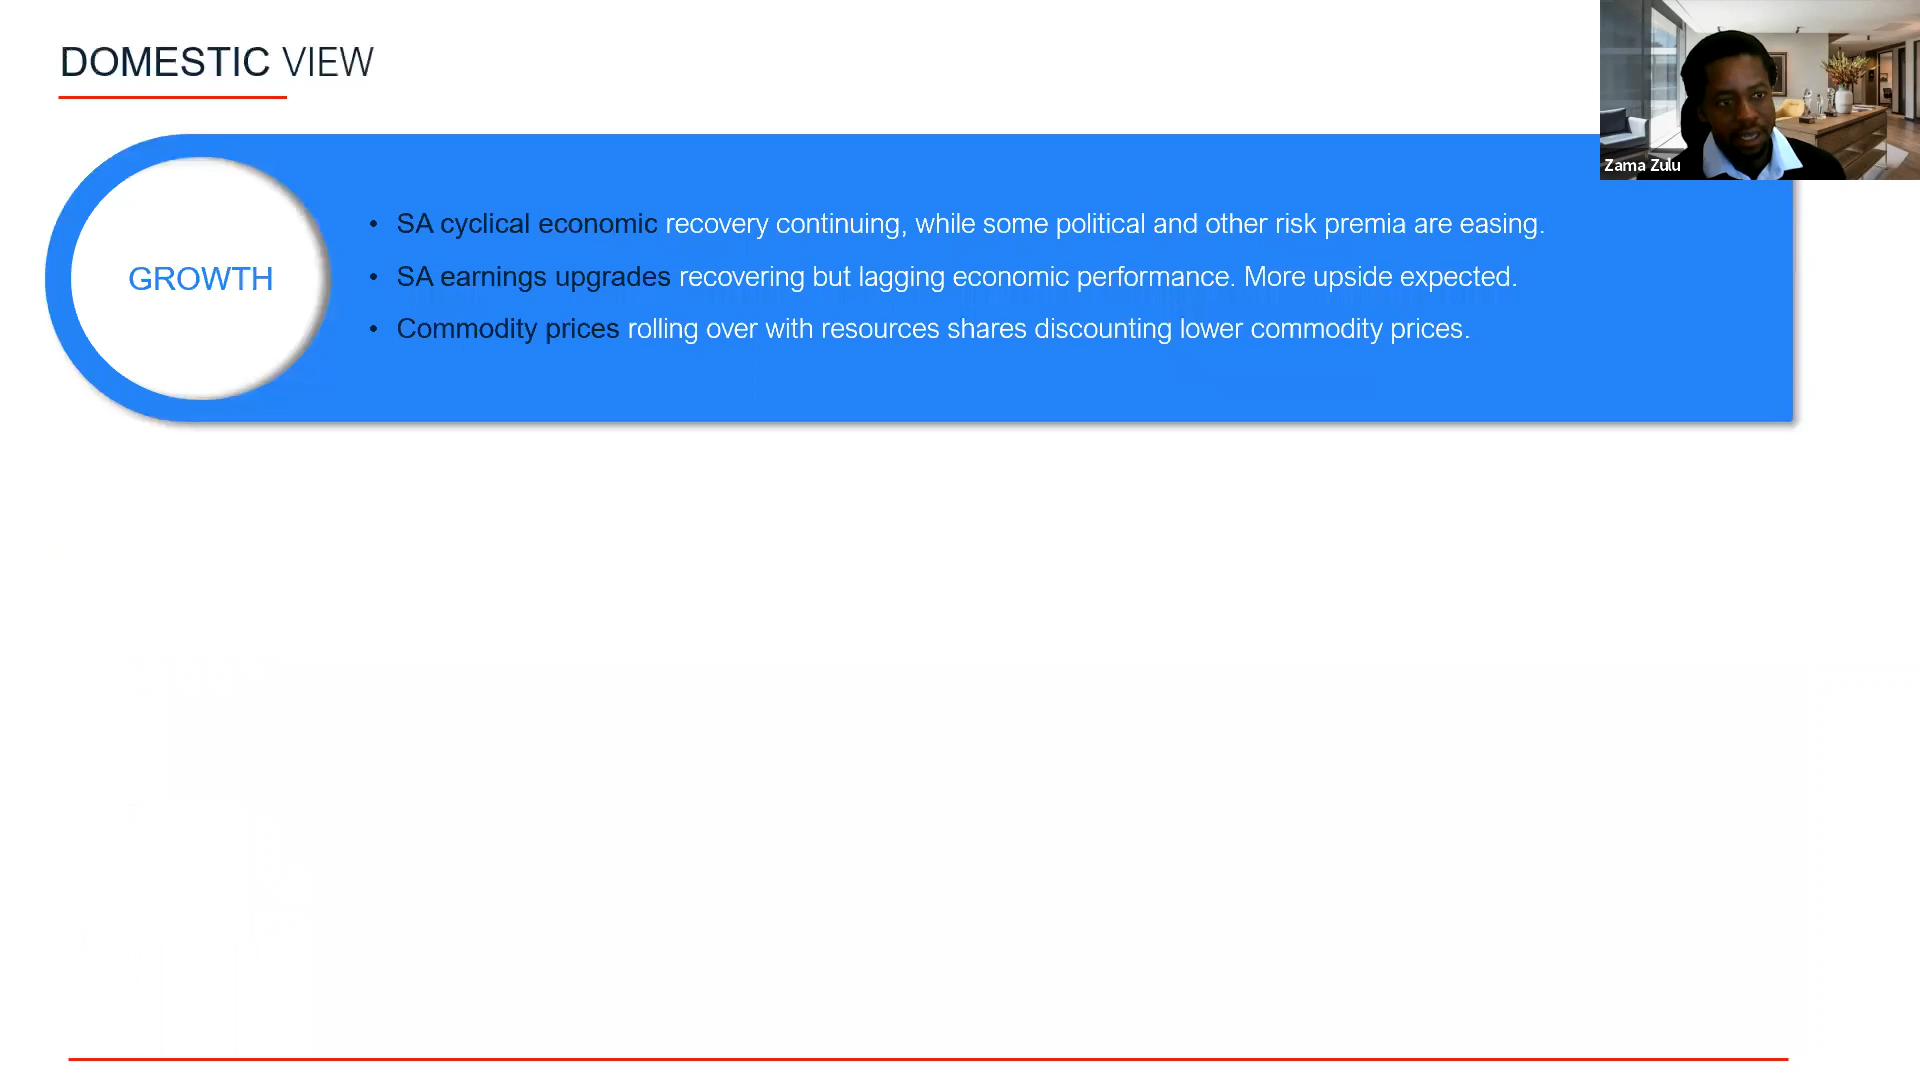 DOMESTIC VIEW
Zama Zulu
GROWTH
• SA cyclical economic recovery continuing, while some political and other risk premia are easing.
• SA earnings upgrades recovering but lagging economic performance. More upside expected.
• Commodity prices rolling over with resources shares discounting lower commodity prices.